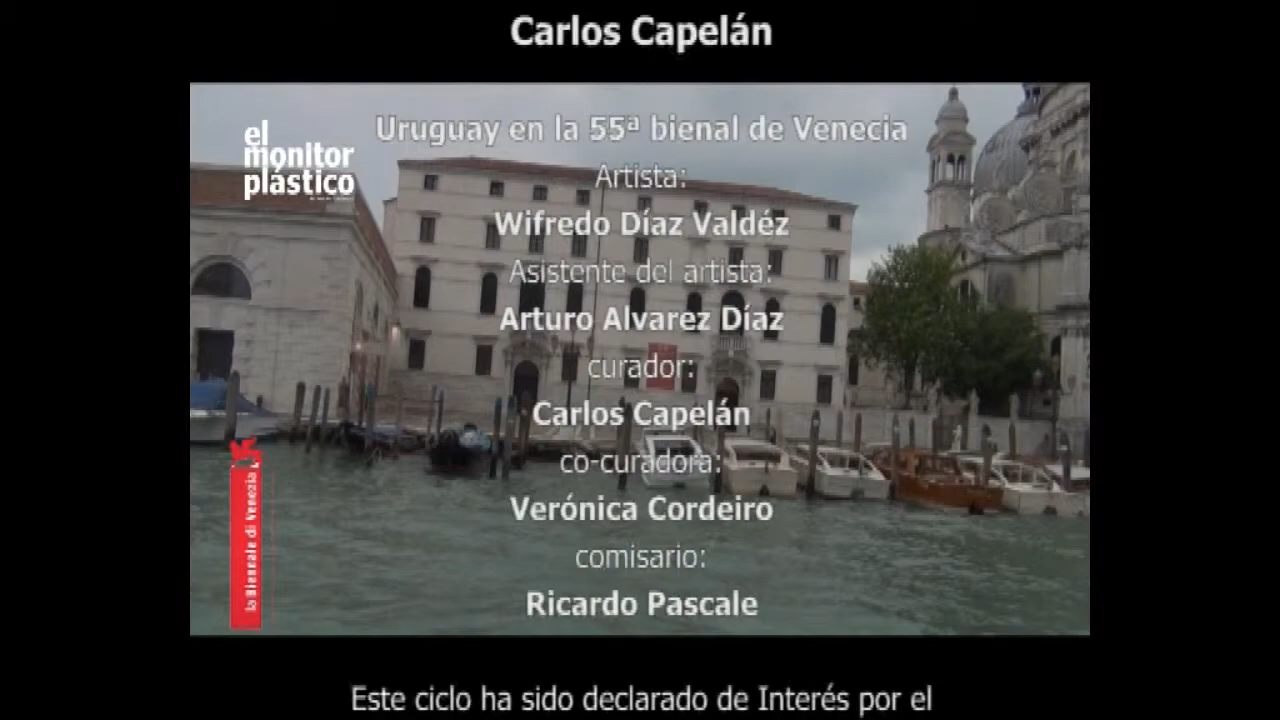 Carlos Capelán
el
monitor
plástico
Uruguay en la 55ª bienal de Venecia
Artista:
Wifredo Díaz Valdéz
Asistente del artista:
Arturo Alvarez Díaz
curador:
Carlos Capelán
co-curadora:
Verónica Cordeiro
comisario:
Ricardo Pascale
la Biennale di Venezia
Este ciclo ha sido declarado de Interés por el